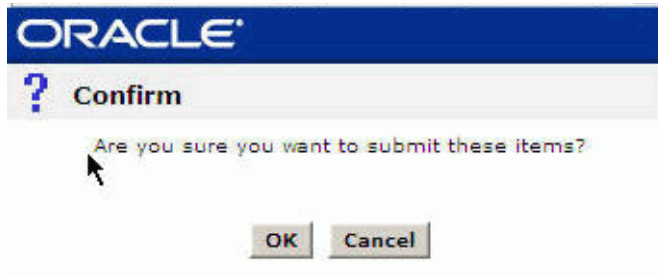 ORACLE®
? Confirm
Are you sure you want to submit these items?
OK Cancel